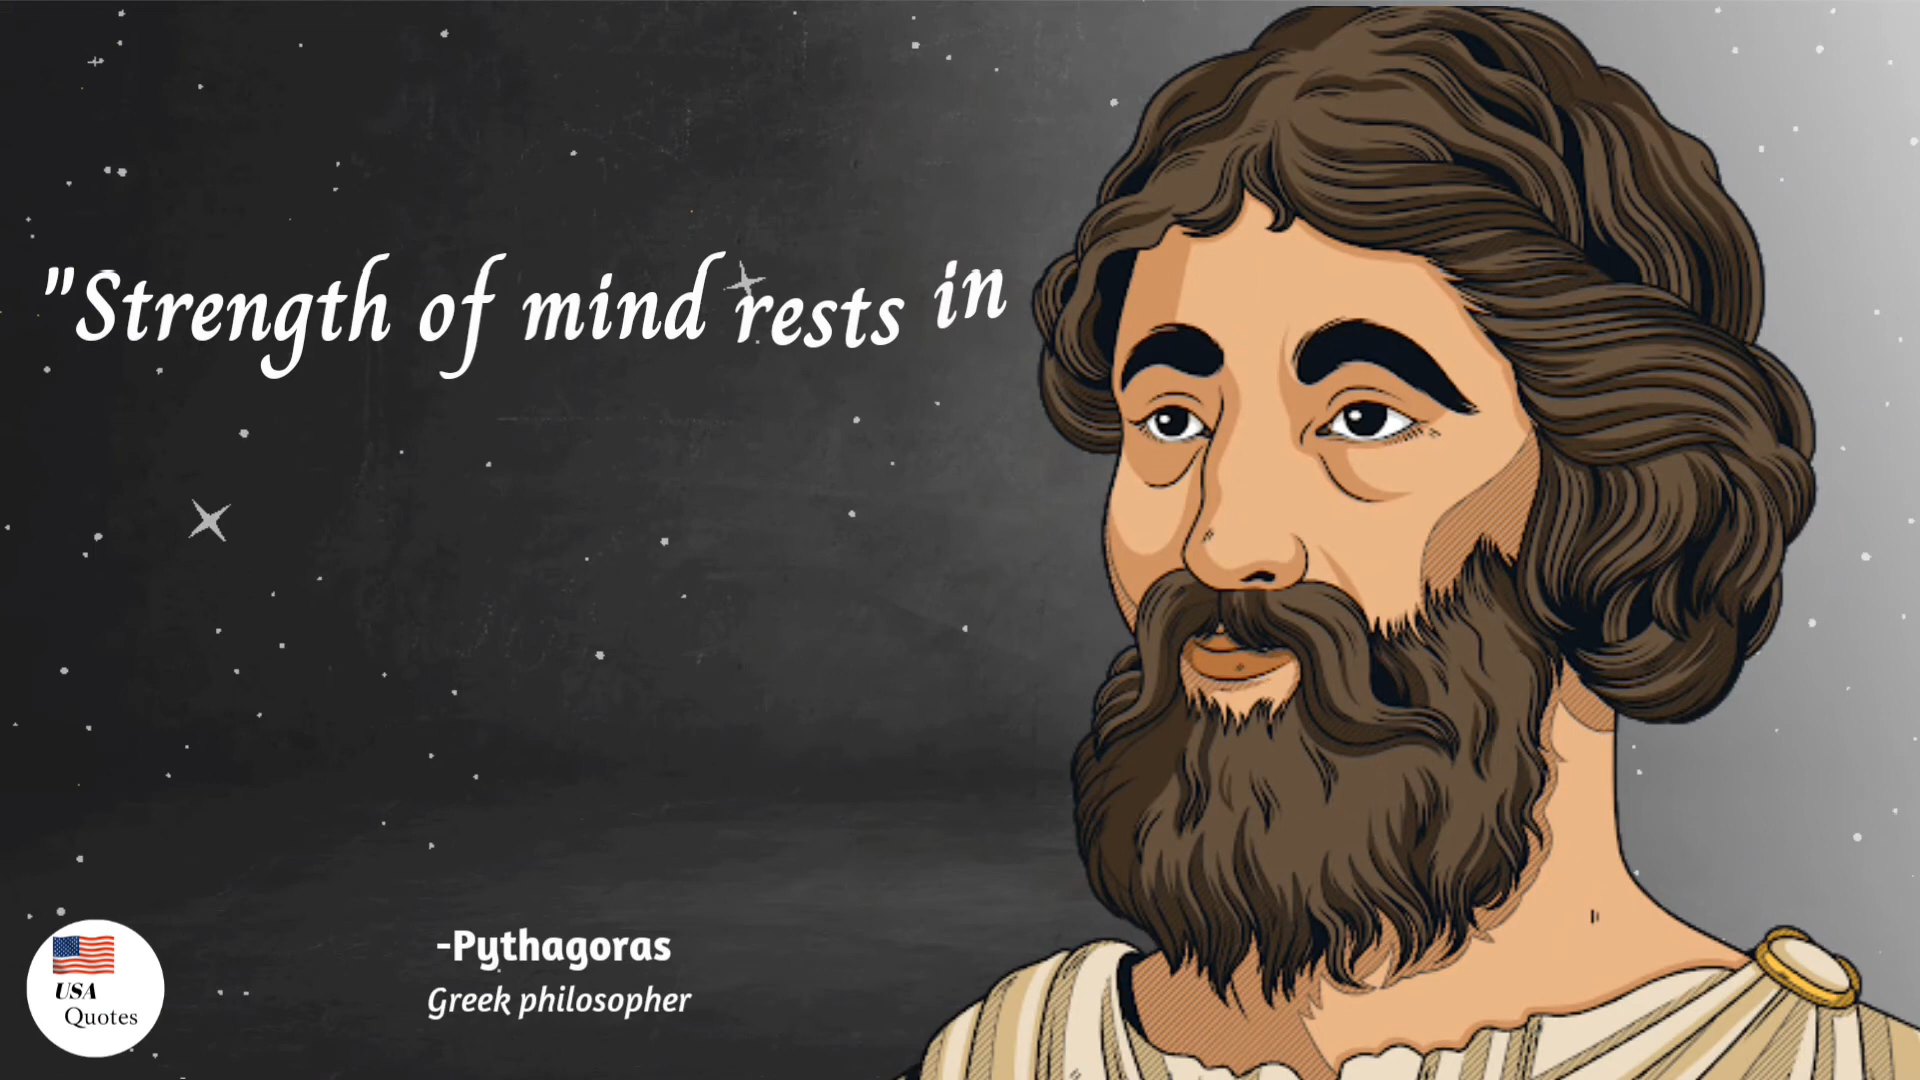 "Strength of mind rests in
-Pythagoras
Greek philosopher
USA
Quotes